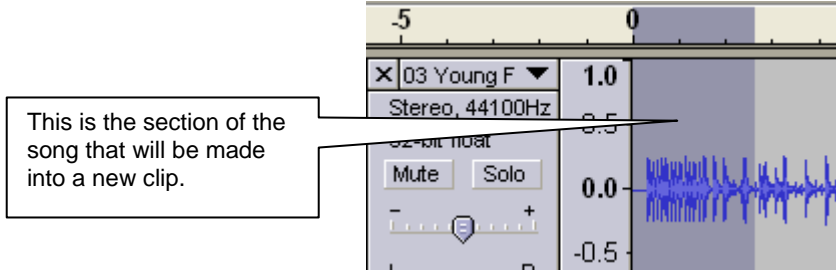 -5 0
X 03 Young F 1.0
Stereo, 44100Hz
This is the section of the
song that will be made
into a new clip.
0.5
32-bit float
Mute Solo
0.0
- +
-0.5
L R